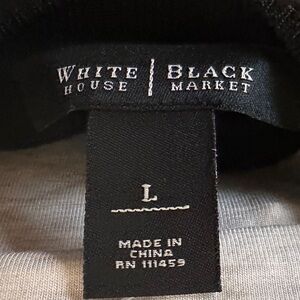 WHITE | BLACK
HOUSE | MARKET
L
MADE IN
CHINA
RN 111459